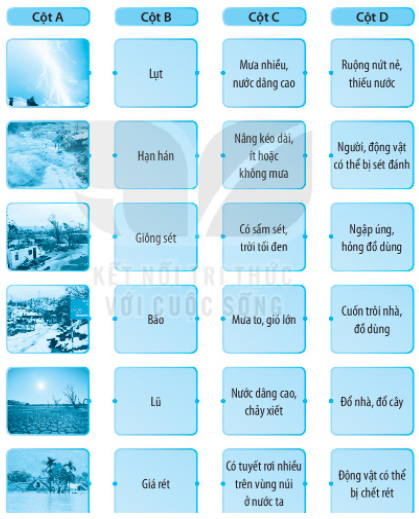 Cột A Cột B Cột C Cột D
Lụt
Mưa nhiều,
nước dâng cao
Ruộng nứt nẻ,
thiếu nước
Hạn hán
Nắng kéo dài,
ít hoặc
không mưa
Người, động vật
có thể bị sét đánh
Giông sét
Có sấm sét,
trời tối đen
Ngập úng,
hỏng đồ dùng
KẾT NỐI TRI THỨC
VỚI CUỘC SỐNG
Bão
Mưa to, gió lớn
Cuốn trôi nhà,
đồ dùng
Lũ
Nước dâng cao,
chảy xiết
Đổ nhà, đổ cây
Giá rét
Có tuyết rơi nhiều
trên vùng núi
ở nước ta
Động vật có thể
bị chết rét